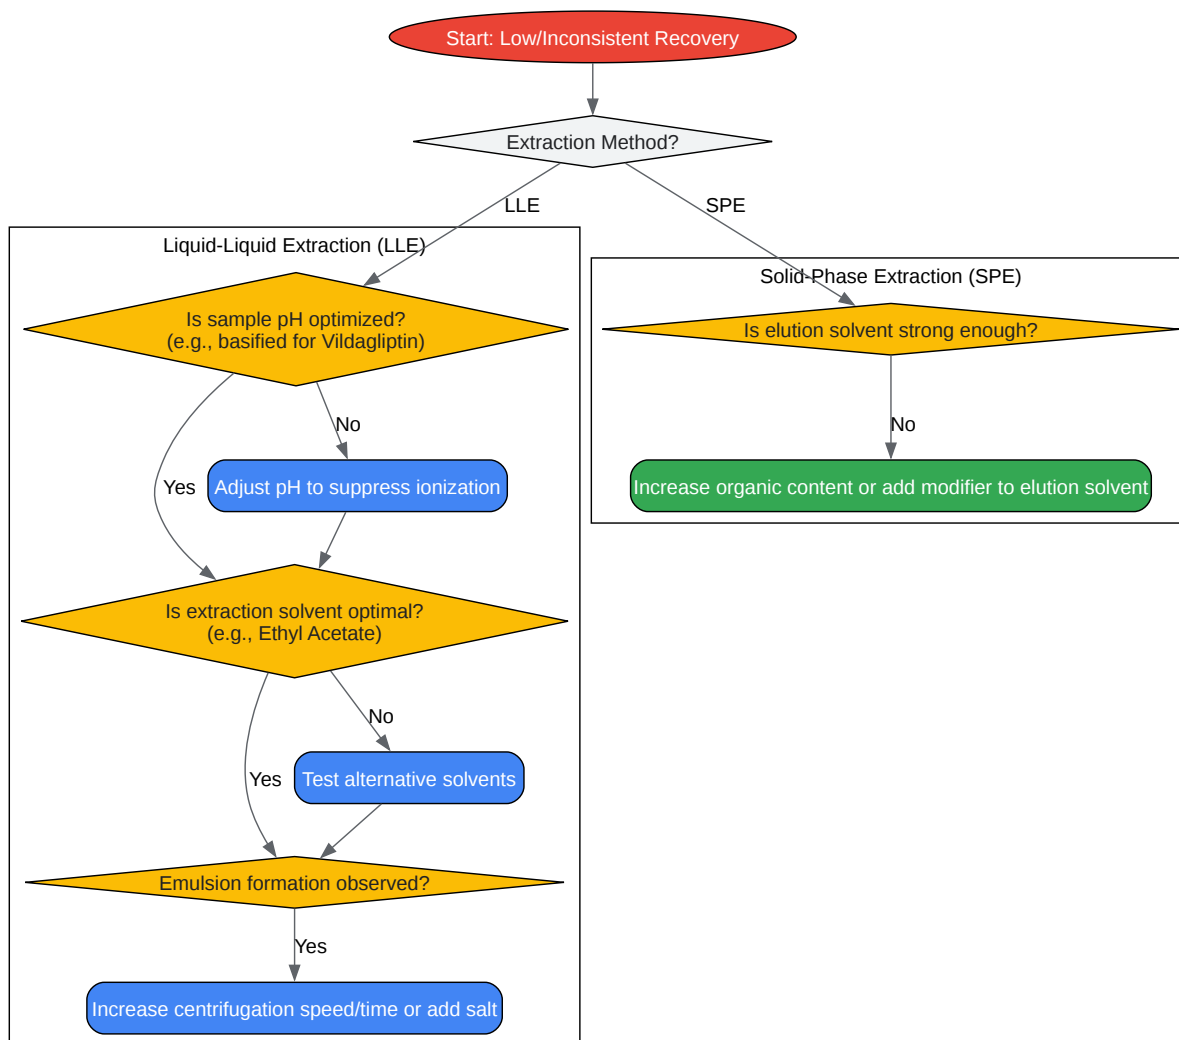 Start: Low/Inconsistent Recovery
Extraction Method?
LLE
SPE
Liquid-Liquid Extraction (LLE)
Is sample pH optimized?
(e.g., basified for Vildagliptin)
No
Yes
Adjust pH to suppress ionization
Is extraction solvent optimal?
(e.g., Ethyl Acetate)
No
Yes
Test alternative solvents
Emulsion formation observed?
Yes
Increase centrifugation speed/time or add salt
Solid-Phase Extraction (SPE)
Is elution solvent strong enough?
No
Increase organic content or add modifier to elution solvent